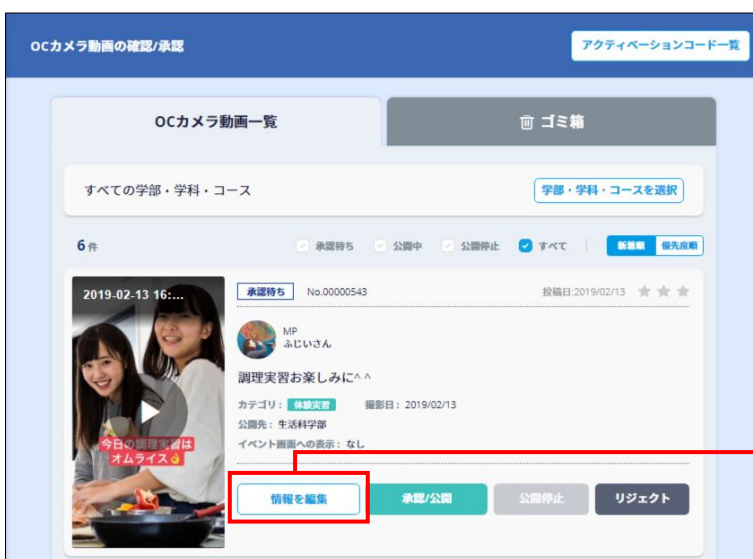 OCカメラ動画の確認/承認
アクティベーションコード一覧
OCカメラ動画一覧
ゴミ箱
すべての学部・学科・コース
学部・学科・コースを選択
6件
承認待ち 公開中 公開停止 すべて
新着順 優先度順
2019-02-13 16:...
今日の調理実習は
オムライス👌
承認待ち No.00000543
投稿日:2019/02/13
MP
ふじいさん
調理実習お楽しみに^ ^
カテゴリ: 体験実習 撮影日: 2019/02/13
公開先: 生活科学部
イベント画面への表示: なし
情報を編集 承認/公開 公開停止 リジェクト